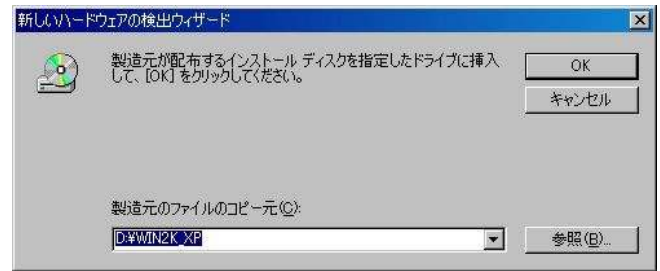 新しいハードウェアの検出ウィザード
製造元が配布するインストール ディスクを指定したドライブに挿入
して、[OK] をクリックしてください。
OK
キャンセル
製造元のファイルのコピー元(C):
D:¥WIN2K_XP
参照(B)...